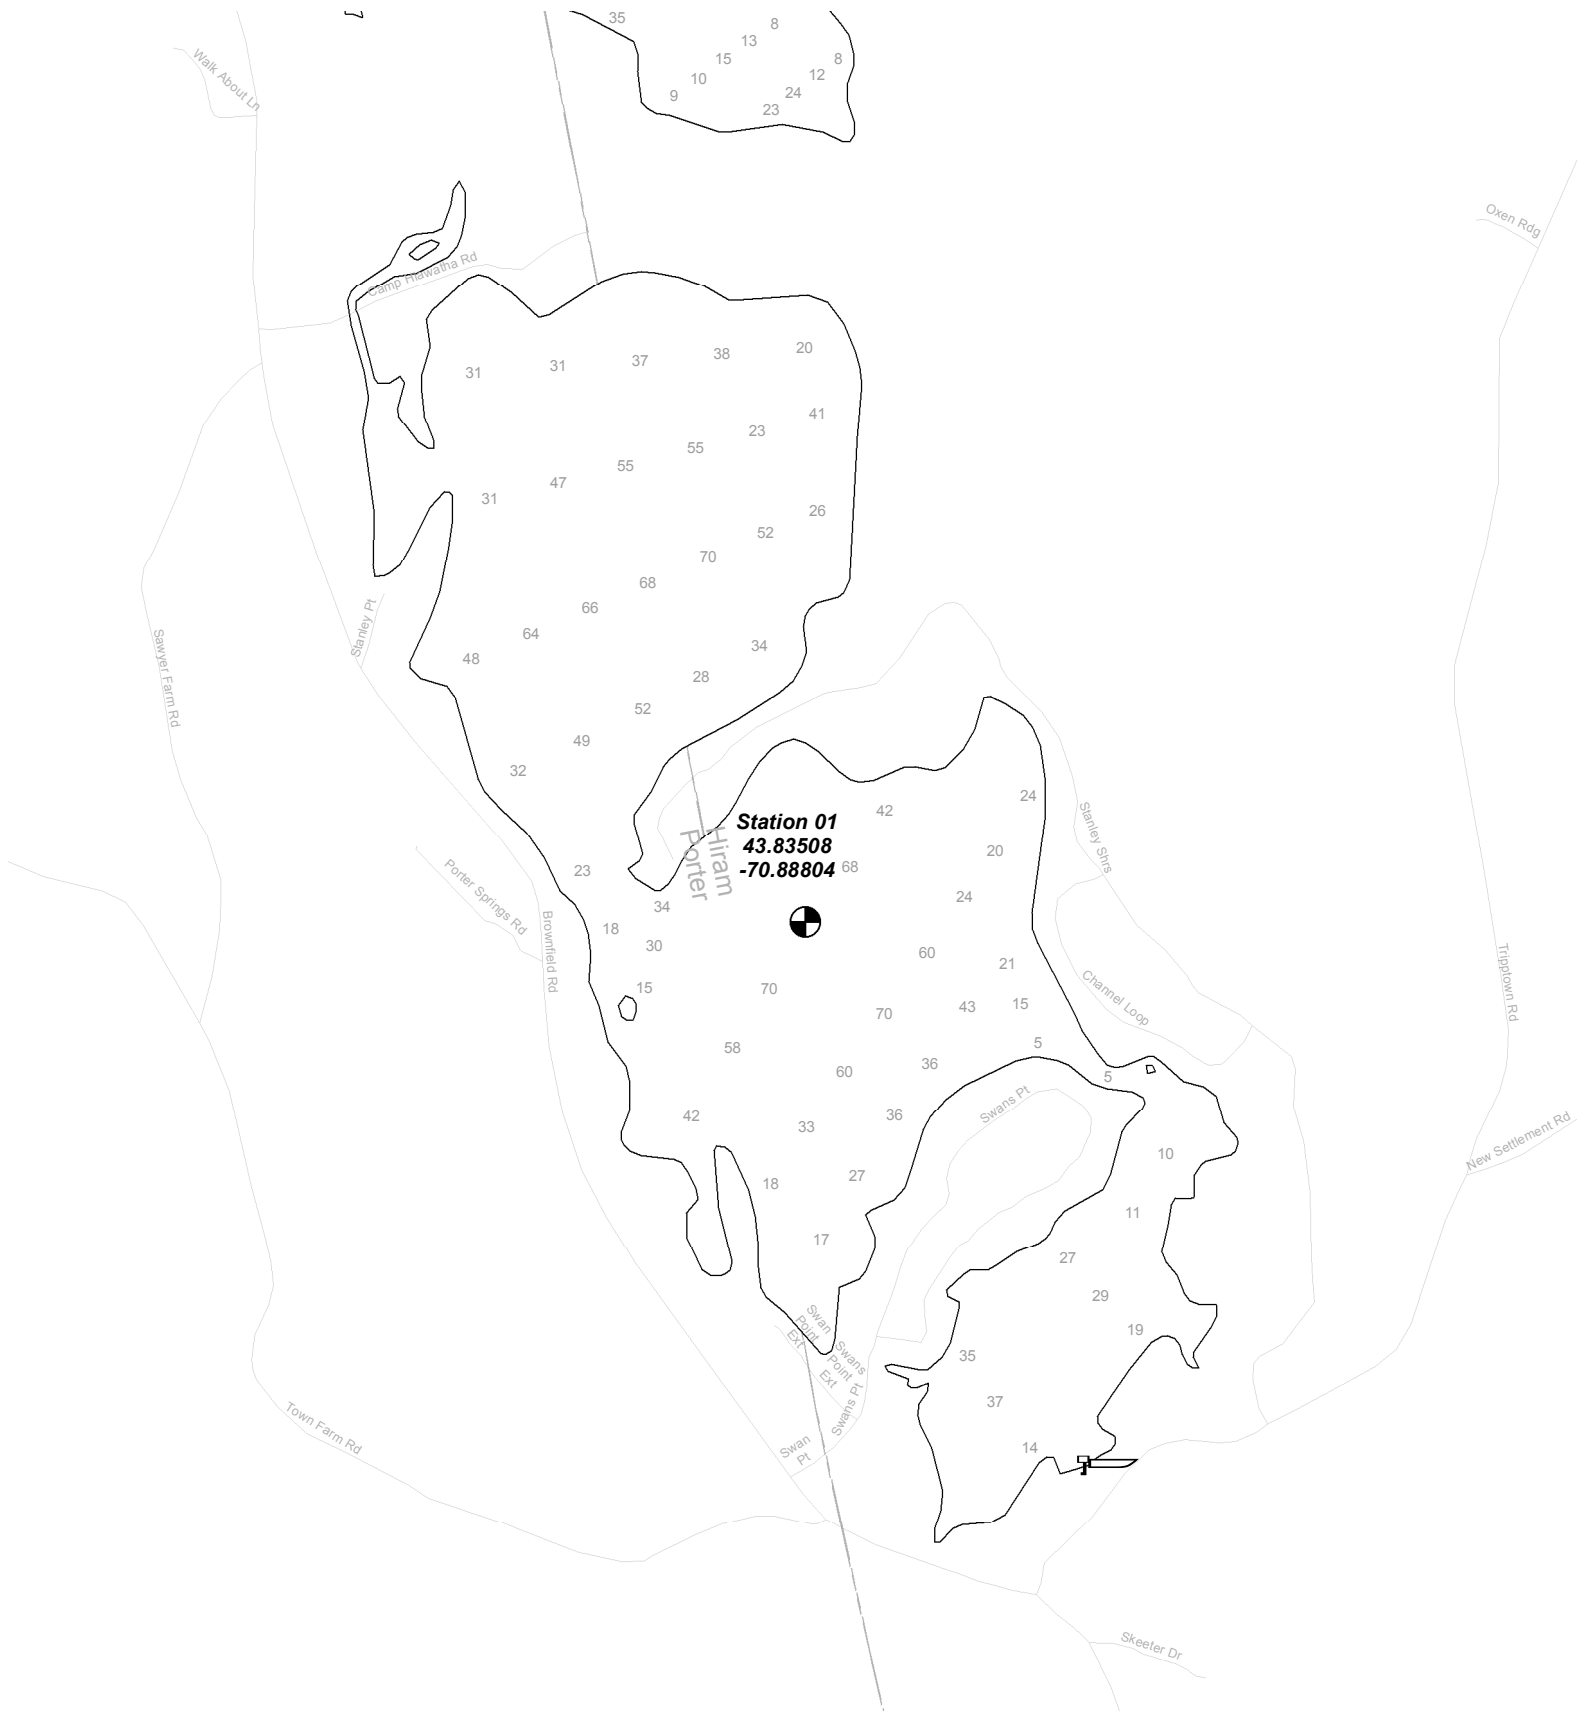 35
8
13
15
8
10
12
9
24
23
Walk About Ln
Oxen Rdg
Camp Hiawatha Rd
31
31
37
38
20
41
23
55
55
47
31
26
52
70
68
66
64
48
34
28
52
49
32
Stanley Pt
Sawyer Farm Rd
Station 01
43.83508
-70.88804
Hiram
Porter
42
24
20
68
24
Stanley Shrs
23
Porter Springs Rd
Brownfield Rd
34
18
30
15
60
21
70
70
43
15
Channel Loop
Tripptown Rd
58
5
60
36
5
42
33
36
Swans Pt
10
New Settlement Rd
18
27
11
17
27
29
19
Swan
Point
Ext
Swans
Point
Ext
35
37
Swans Pt
14
Swan
Pt
Town Farm Rd
Skeeter Dr